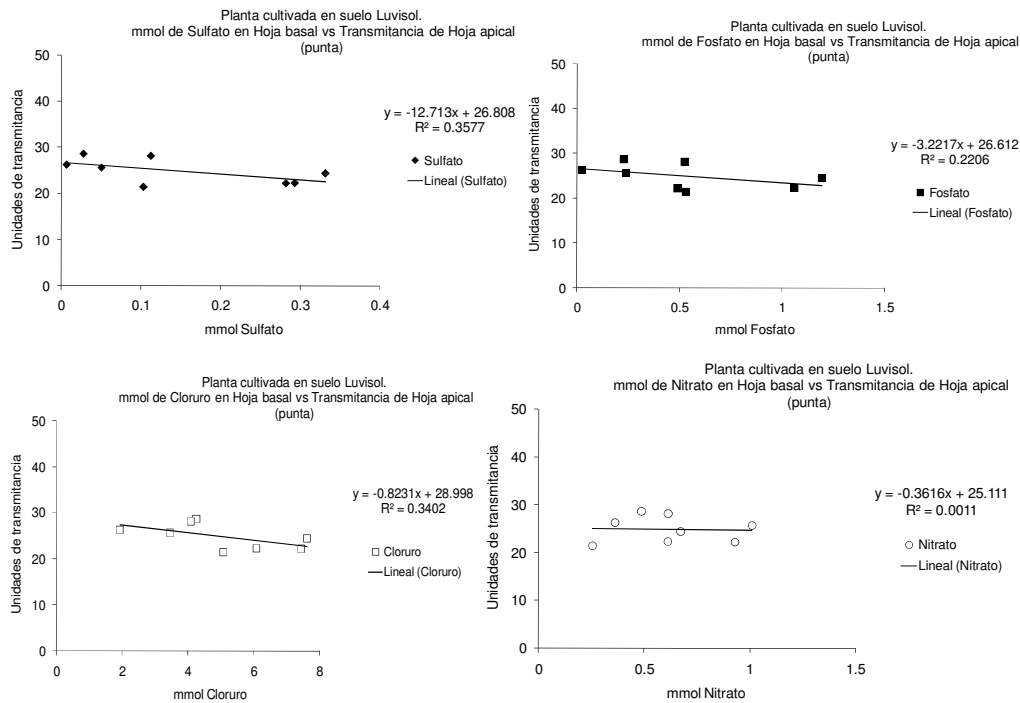 Planta cultivada en suelo Luvisol.
mmol de Sulfato en Hoja basal vs Transmitancia de Hoja apical
(punta)
Unidades de transmitancia
50
40
30
20
10
0
0 0.1 0.2 0.3 0.4
mmol Sulfato
y = -12.713x + 26.808
R² = 0.3577
Sulfato
Lineal (Sulfato)
Planta cultivada en suelo Luvisol.
mmol de Fosfato en Hoja basal vs Transmitancia de Hoja apical
(punta)
Unidades de transmitancia
50
40
30
20
10
0
0 0.5 1 1.5
mmol Fosfato
y = -3.2217x + 26.612
R² = 0.2206
Fosfato
Lineal (Fosfato)
Planta cultivada en suelo Luvisol.
mmol de Cloruro en Hoja basal vs Transmitancia de Hoja apical
(punta)
Unidades de transmitancia
50
40
30
20
10
0
0 2 4 6 8
mmol Cloruro
y = -0.8231x + 28.998
R² = 0.3402
Cloruro
Lineal (Cloruro)
Planta cultivada en suelo Luvisol.
mmol de Nitrato en Hoja basal vs Transmitancia de Hoja apical
(punta)
Unidades de transmitancia
50
40
30
20
10
0
0 0.5 1 1.5
mmol Nitrato
y = -0.3616x + 25.111
R² = 0.0011
Nitrato
Lineal (Nitrato)